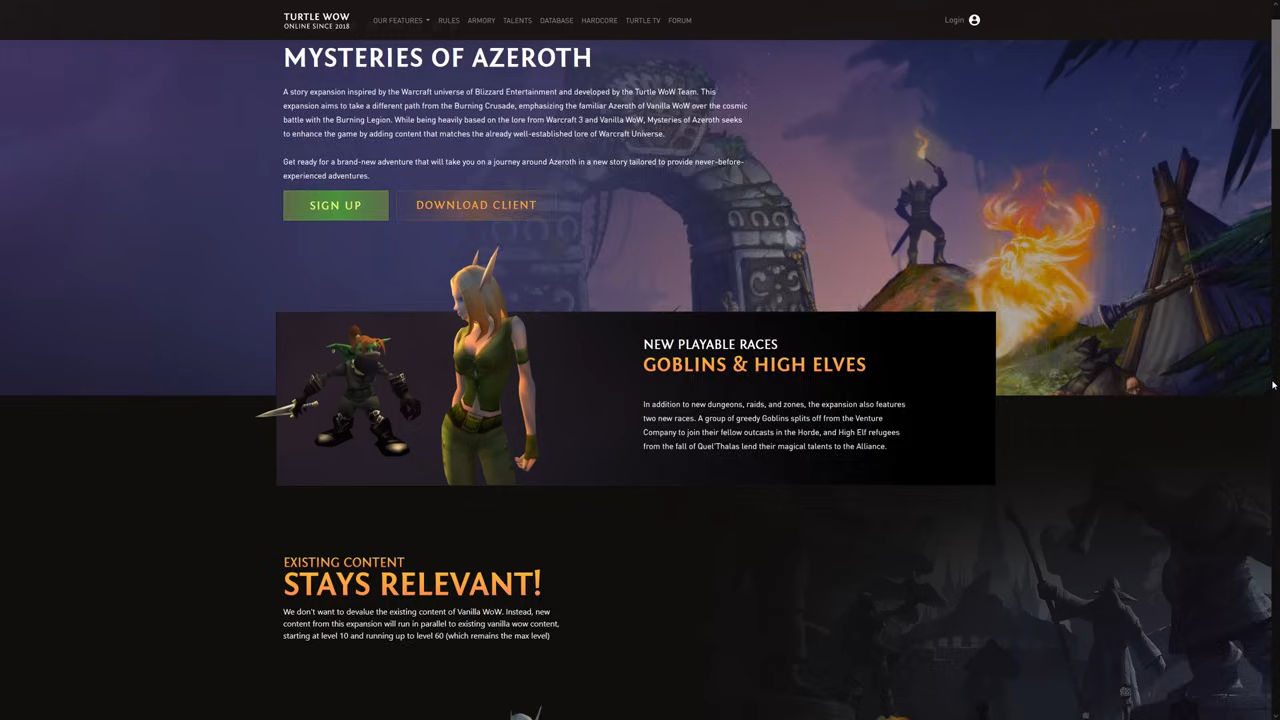 TURTLE WOW
ONLINE SINCE 2018
OUR FEATURES RULES ARMORY TALENTS DATABASE HARDCORE TURTLE TV FORUM Login
MYSTERIES OF AZEROTH
A story expansion inspired by the Warcraft universe of Blizzard Entertainment and developed by the Turtle WoW Team. This
expansion aims to take a different path from the Burning Crusade, emphasizing the familiar Azeroth of Vanilla WoW over the cosmic
battle with the Burning Legion. While being heavily based on the lore from Warcraft 3 and Vanilla WoW, Mysteries of Azeroth seeks
to enhance the game by adding content that matches the already well-established lore of Warcraft Universe.
Get ready for a brand-new adventure that will take you on a journey around Azeroth in a new story tailored to provide never-before-
experienced adventures.
SIGN UP DOWNLOAD CLIENT
NEW PLAYABLE RACES
GOBLINS & HIGH ELVES
In addition to new dungeons, raids, and zones, the expansion also features
two new races. A group of greedy Goblins splits off from the Venture
Company to join their fellow outcasts in the Horde, and High Elf refugees
from the fall of Quel'Thalas lend their magical talents to the Alliance.
EXISTING CONTENT
STAYS RELEVANT!
We don't want to devalue the existing content of Vanilla WoW. Instead, new
content from this expansion will run in parallel to existing vanilla wow content,
starting at level 10 and running up to level 60 (which remains the max level)